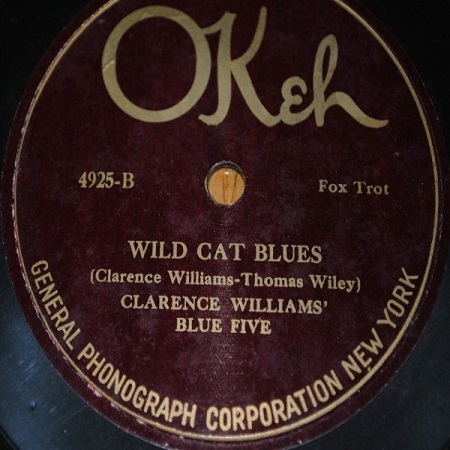 OKeh
4925-B
Fox Trot
WILD CAT BLUES
(Clarence Williams-Thomas Wiley)
CLARENCE WILLIAMS'
BLUE FIVE
GENERAL PHONOGRAPH CORPORATION NEW YORK